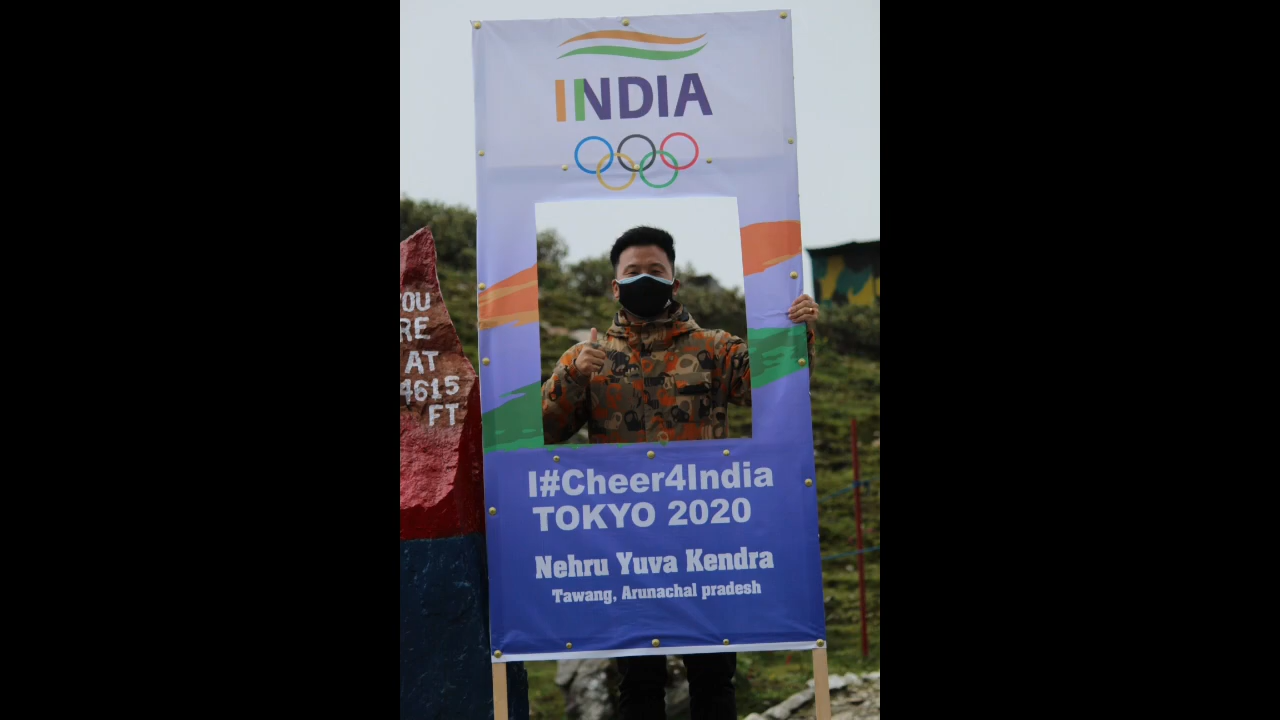 INDIA
OU
RE
AT
4615
FT
I#Cheer4India
TOKYO 2020
Nehru Yuva Kendra
Tawang, Arunachal pradesh